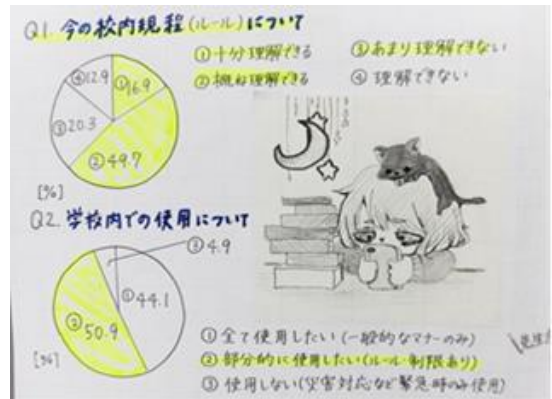 Q1. 今の校内規程(ルール)について
①十分理解できる ③あまり理解できない
②概ね理解できる ④理解できない
④12.9 ①16.9
③20.3
②49.7
[%]
Q2. 学校内での使用について
③4.9
①44.1
②50.9
[%]
①全て使用したい(一般的なマナーのみ)
②部分的に使用したい(ルール・制限あり)
③使用しない(災害対応など緊急時のみ使用)